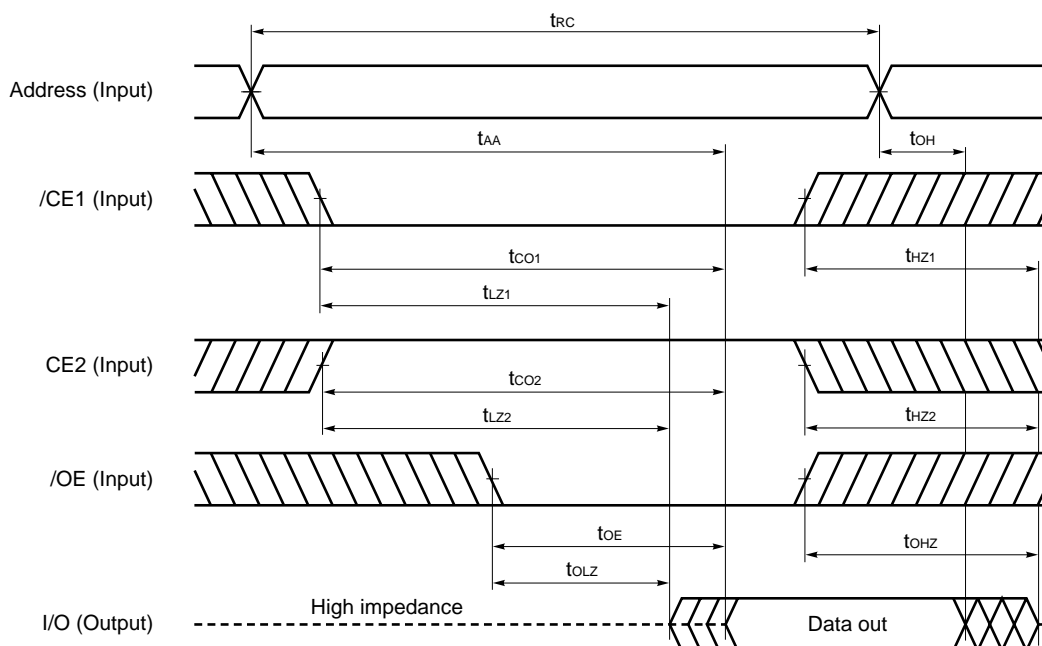 tRC
Address (Input)
tAA
tOH
/CE1 (Input)
tCO1
tHZ1
tLZ1
CE2 (Input)
tCO2
tLZ2
tHZ2
/OE (Input)
tOE
tOHZ
tOLZ
High impedance
I/O (Output)
Data out